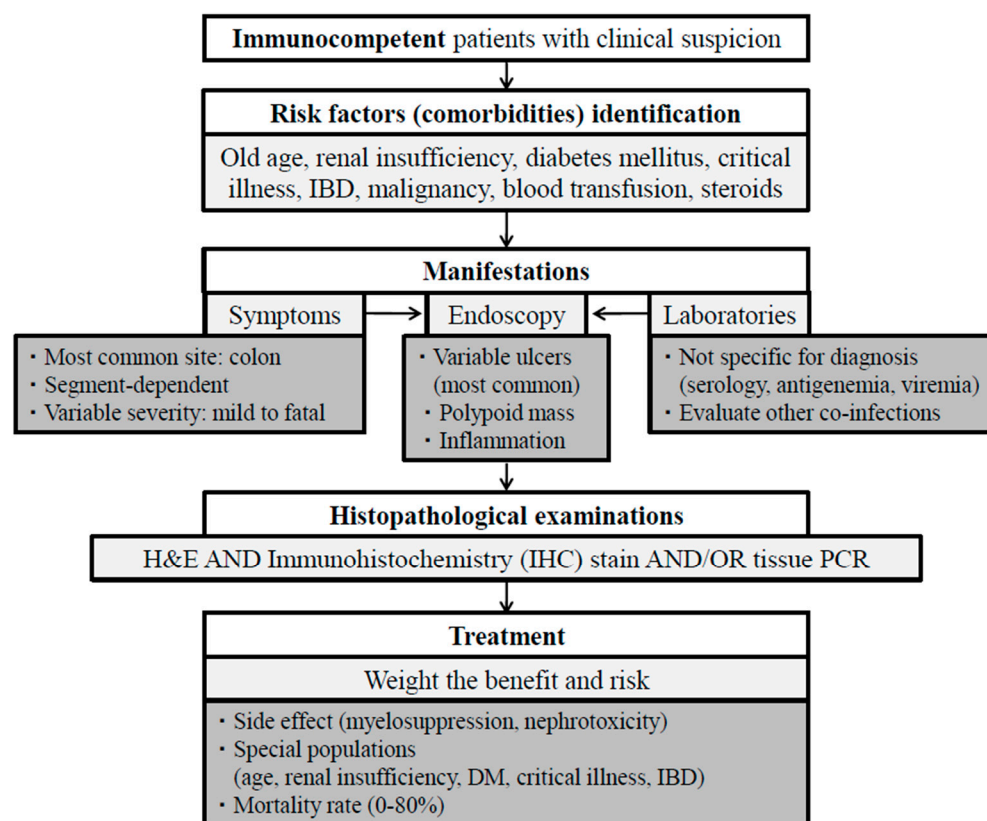 Immunocompetent patients with clinical suspicion
Risk factors (comorbidities) identification
Old age, renal insufficiency, diabetes mellitus, critical
illness, IBD, malignancy, blood transfusion, steroids
Manifestations
Symptoms
・Most common site: colon
・Segment-dependent
・Variable severity: mild to fatal
Endoscopy
・Variable ulcers
(most common)
・Polypoid mass
・Inflammation
Laboratories
・Not specific for diagnosis
(serology, antigenemia, viremia)
・Evaluate other co-infections
Histopathological examinations
H&E AND Immunohistochemistry (IHC) stain AND/OR tissue PCR
Treatment
Weight the benefit and risk
・Side effect (myelosuppression, nephrotoxicity)
・Special populations
(age, renal insufficiency, DM, critical illness, IBD)
・Mortality rate (0-80%)